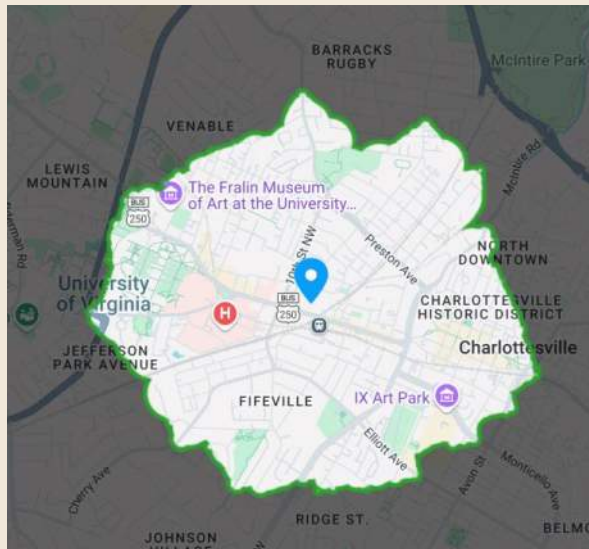 BARRACKS
RUGBY
McIntire Park
VENABLE
LEWIS
MOUNTAIN
The Fralin Museum
of Art at the University...
BUS
250
McIntire Rd
10th St NW
Preston Ave
NORTH
DOWNTOWN
University
of Virginia
H
BUS
250
CHARLOTTESVILLE
HISTORIC DISTRICT
JEFFERSON
PARK AVENUE
Charlottesville
FIFEVILLE
IX Art Park
Elliott Ave
Cherry Ave
Avon St
Monticello Ave
RIDGE ST.
BELMO
JOHNSON